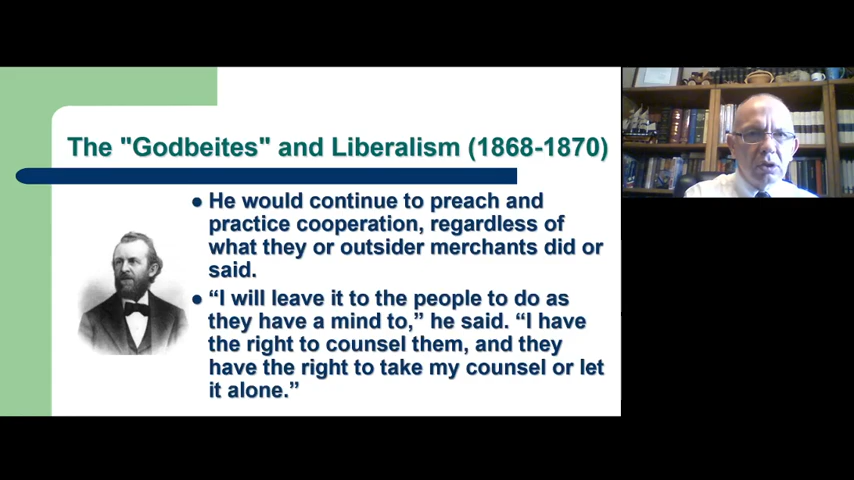 The "Godbeites" and Liberalism (1868-1870)
● He would continue to preach and
practice cooperation, regardless of
what they or outsider merchants did or
said.
● “I will leave it to the people to do as
they have a mind to,” he said. “I have
the right to counsel them, and they
have the right to take my counsel or let
it alone.”